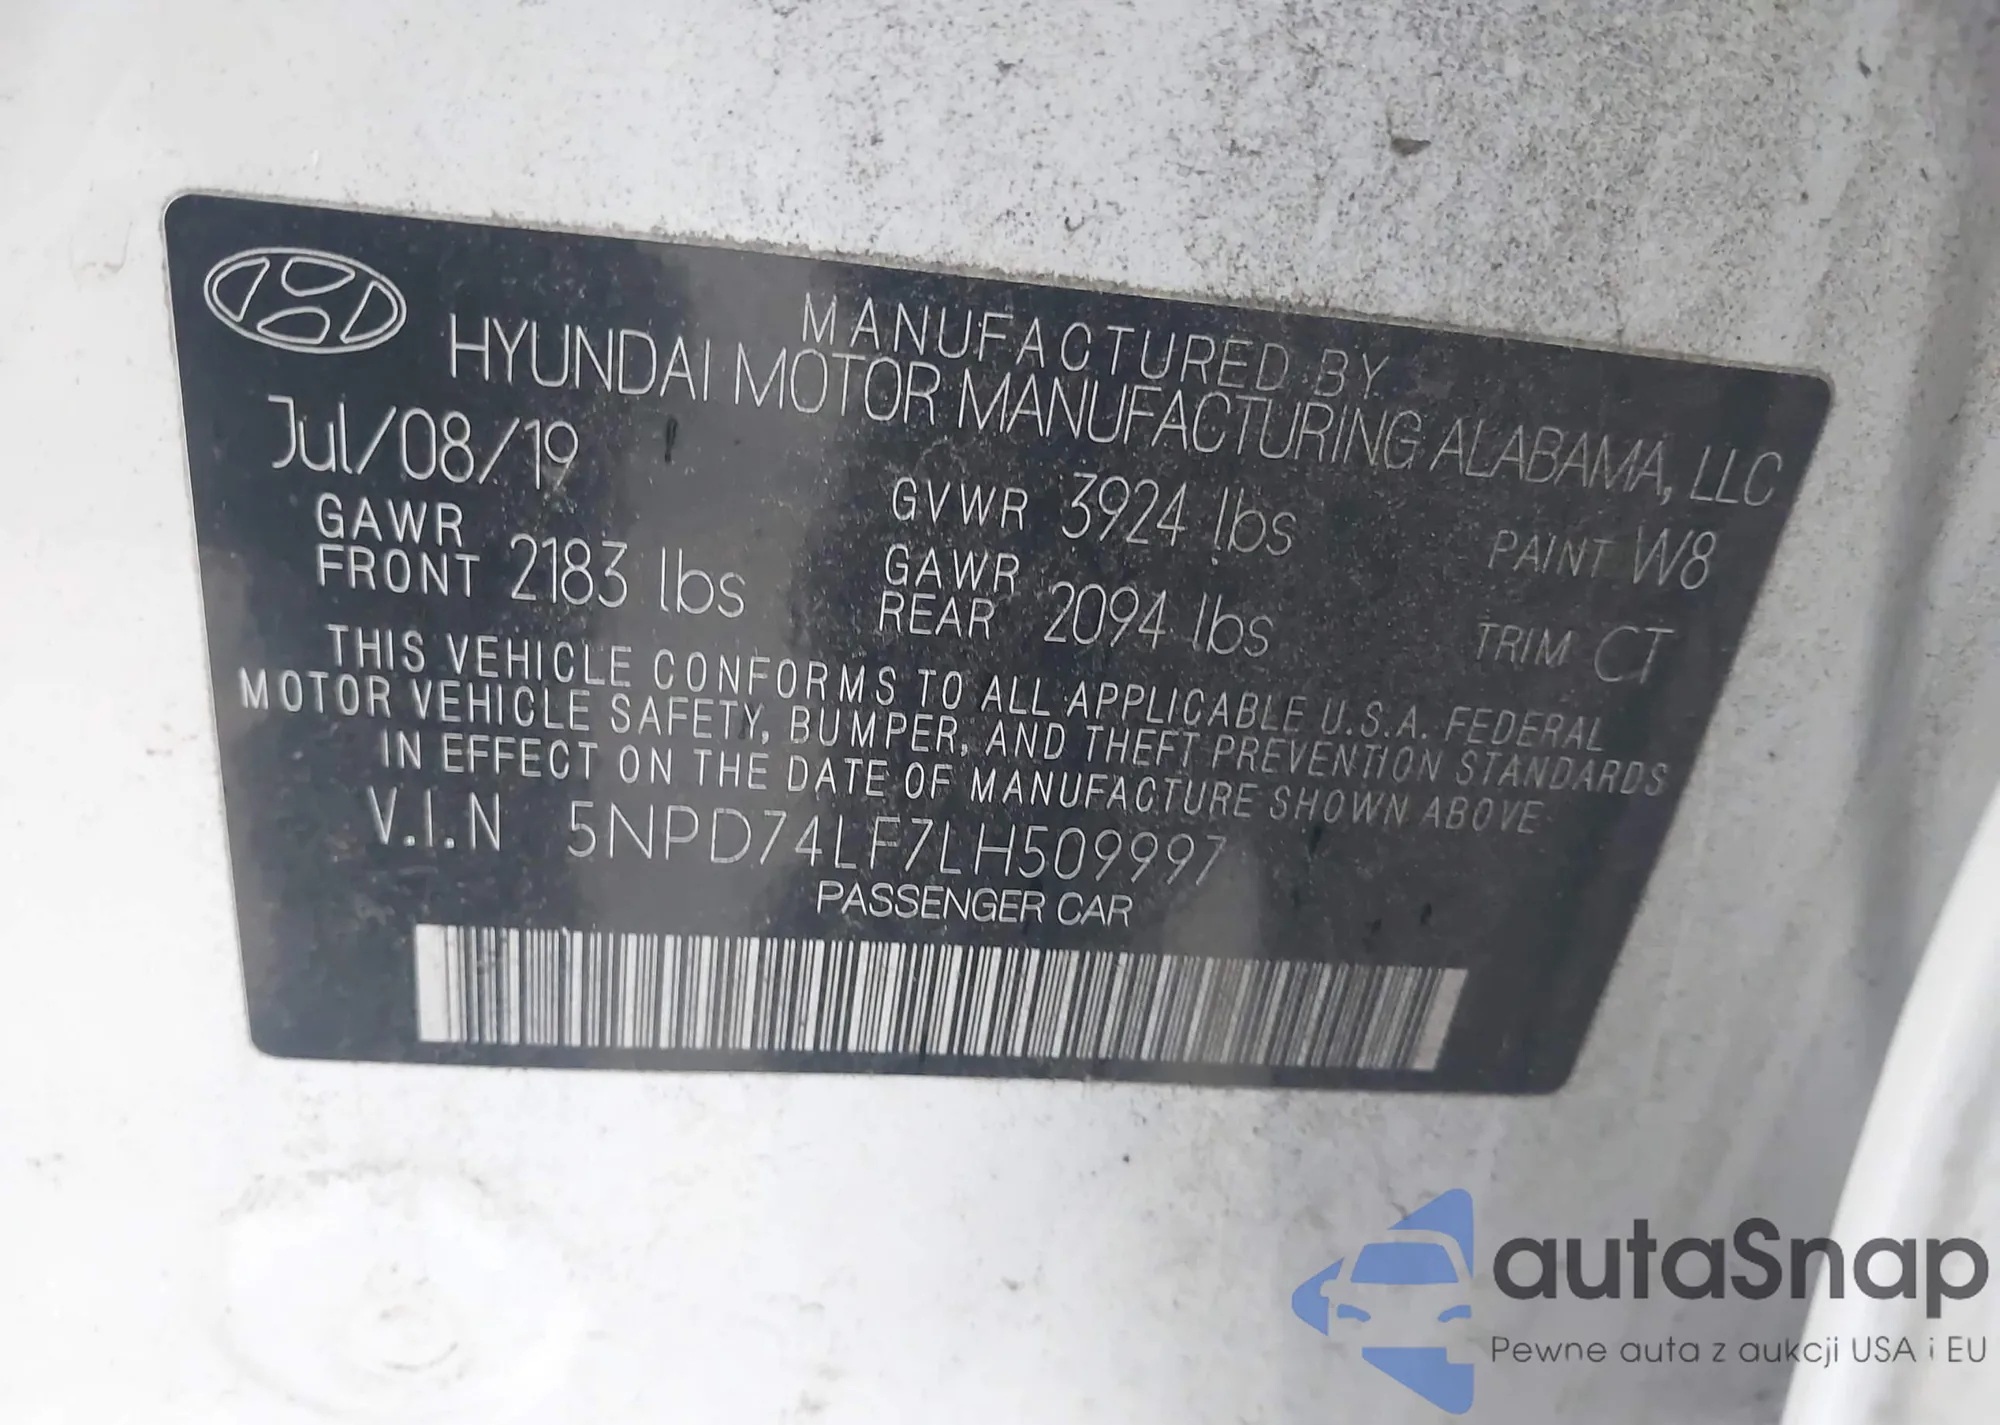 MANUFACTURED BY
HYUNDAI MOTOR MANUFACTURING ALABAMA, LLC
Jul/08/19
GVWR 3924 lbs
PAINT W8
GAWR
FRONT 2183 lbs
GAWR
REAR 2094 lbs
TRIM CT
THIS VEHICLE CONFORMS TO ALL APPLICABLE U.S.A. FEDERAL
MOTOR VEHICLE SAFETY, BUMPER, AND THEFT PREVENTION STANDARDS
IN EFFECT ON THE DATE OF MANUFACTURE SHOWN ABOVE
V.I.N 5NPD74LF7LH509997
PASSENGER CAR
autaSnap
Pewne auta z aukcji USA i EU